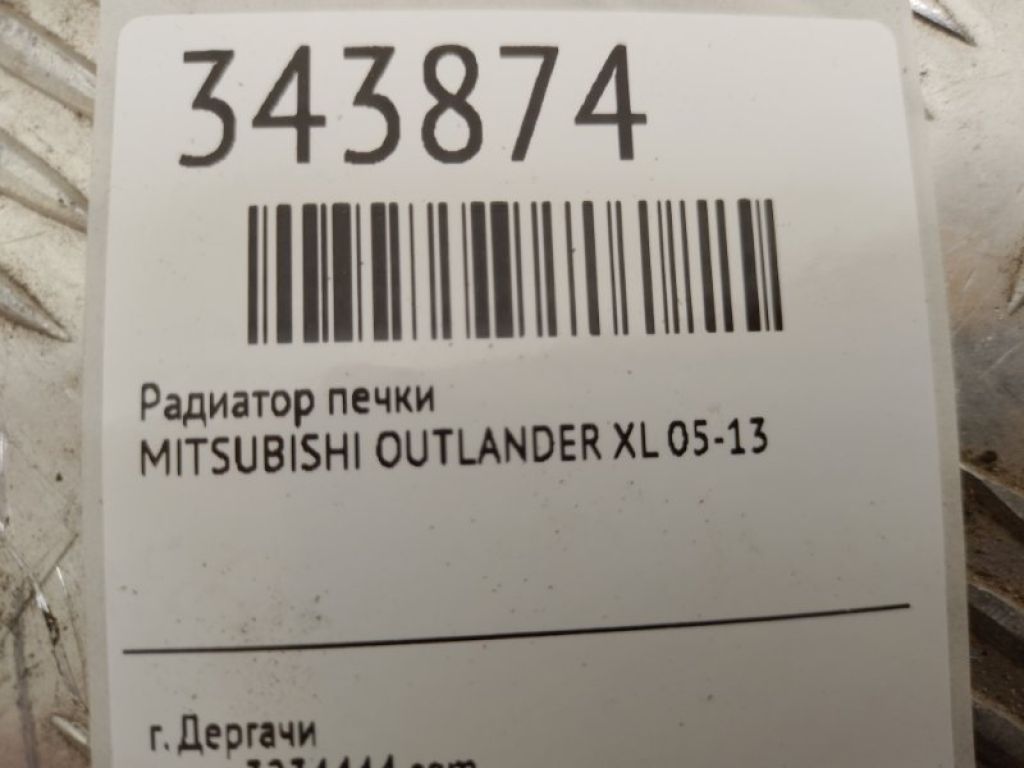 343874
Радиатор печки
MITSUBISHI OUTLANDER XL 05-13
г. Дергачи